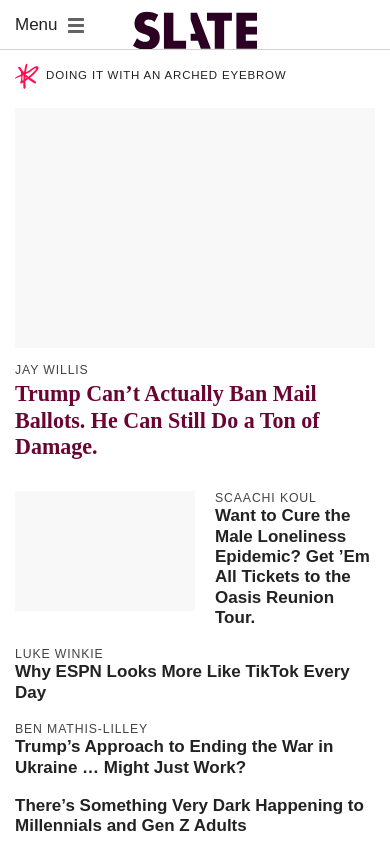 Menu
SLATE
DOING IT WITH AN ARCHED EYEBROW
JAY WILLIS
Trump Can’t Actually Ban Mail
Ballots. He Can Still Do a Ton of
Damage.
SCAACHI KOUL
Want to Cure the
Male Loneliness
Epidemic? Get ’Em
All Tickets to the
Oasis Reunion
Tour.
LUKE WINKIE
Why ESPN Looks More Like TikTok Every
Day
BEN MATHIS-LILLEY
Trump’s Approach to Ending the War in
Ukraine … Might Just Work?
There’s Something Very Dark Happening to
Millennials and Gen Z Adults